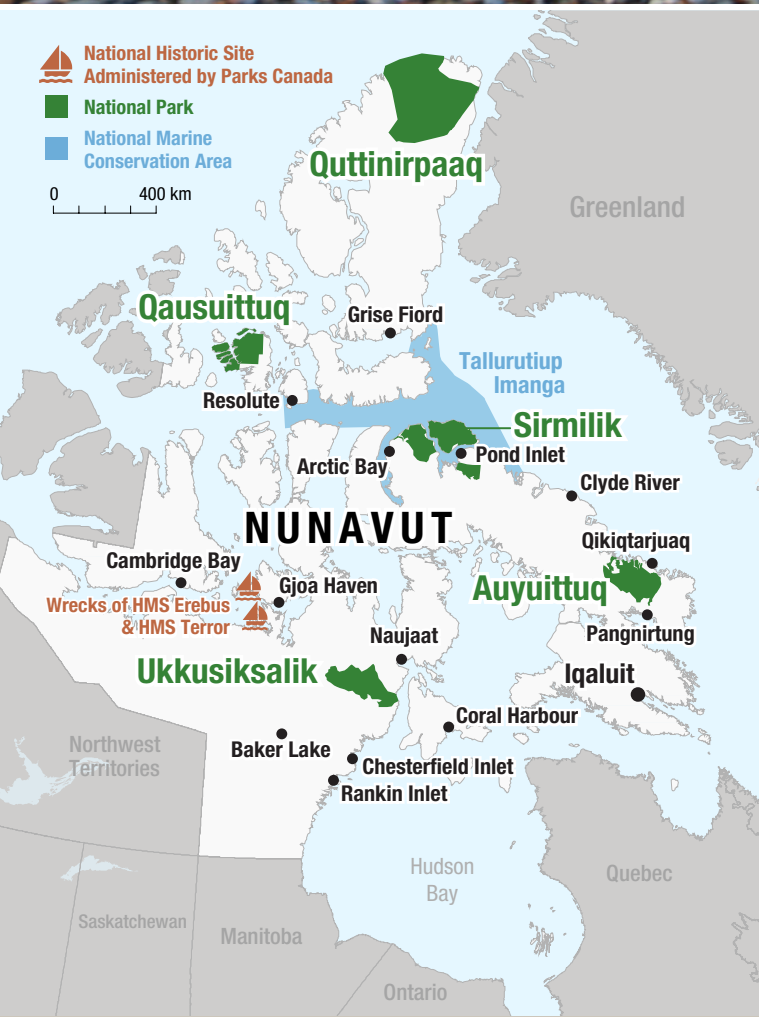 National Historic Site
Administered by Parks Canada
National Park
National Marine
Conservation Area
0 400 km
Quttinirpaaq
Greenland
Qausuittuq
Grise Fiord
Tallurutiup
Imanga
Resolute
Sirmilik
Arctic Bay
Pond Inlet
Clyde River
NUNAVUT
Qikiqtarjuaq
Cambridge Bay
Gjoa Haven
Auyuittuq
Wrecks of HMS Erebus
& HMS Terror
Pangnirtung
Naujaat
Ukkusiksalik
Iqaluit
Coral Harbour
Northwest
Territories
Baker Lake
Chesterfield Inlet
Rankin Inlet
Hudson
Bay
Quebec
Saskatchewan
Manitoba
Ontario